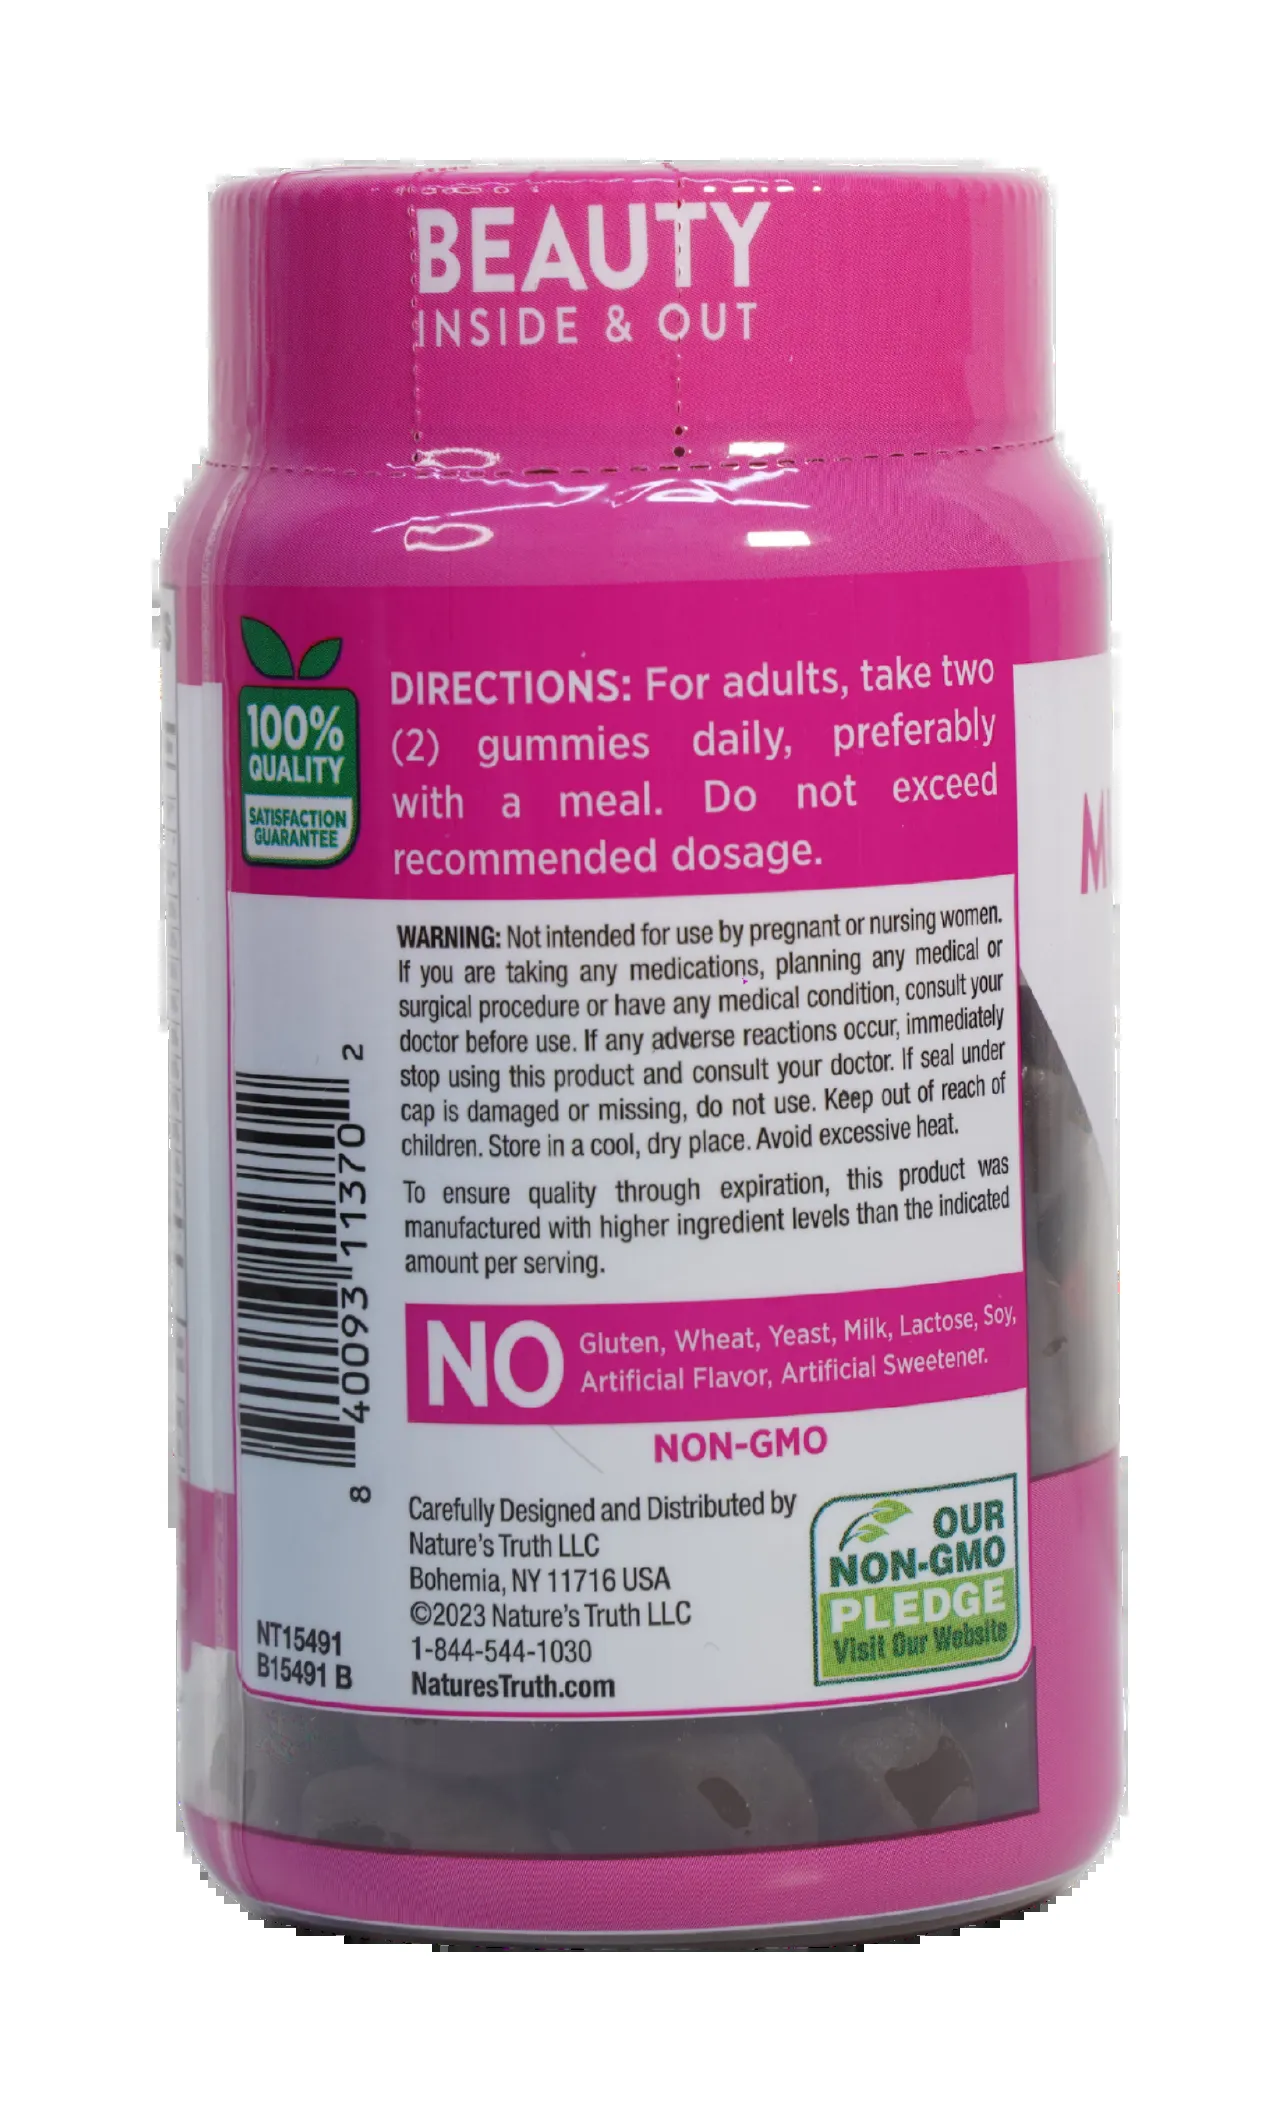 BEAUTY
INSIDE & OUT
100%
QUALITY
SATISFACTION
GUARANTEE
DIRECTIONS: For adults, take two
(2) gummies daily, preferably
with a meal. Do not exceed
recommended dosage.
WARNING: Not intended for use by pregnant or nursing women.
If you are taking any medications, planning any medical or
surgical procedure or have any medical condition, consult your
doctor before use. If any adverse reactions occur, immediately
stop using this product and consult your doctor. If seal under
cap is damaged or missing, do not use. Keep out of reach of
children. Store in a cool, dry place. Avoid excessive heat.
To ensure quality through expiration, this product was
manufactured with higher ingredient levels than the indicated
amount per serving.
8 40093 11370 2
NO
Gluten, Wheat, Yeast, Milk, Lactose, Soy,
Artificial Flavor, Artificial Sweetener.
NON-GMO
Carefully Designed and Distributed by
Nature's Truth LLC
Bohemia, NY 11716 USA
©2023 Nature's Truth LLC
1-844-544-1030
NaturesTruth.com
OUR
NON-GMO
PLEDGE
Visit Our Website
NT15491
B15491 B